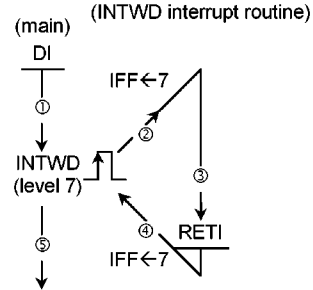 (main)
(INTWD interrupt routine)
DI
IFF←7
①
②
INTWD
(level 7)
③
④
RETI
⑤
IFF←7